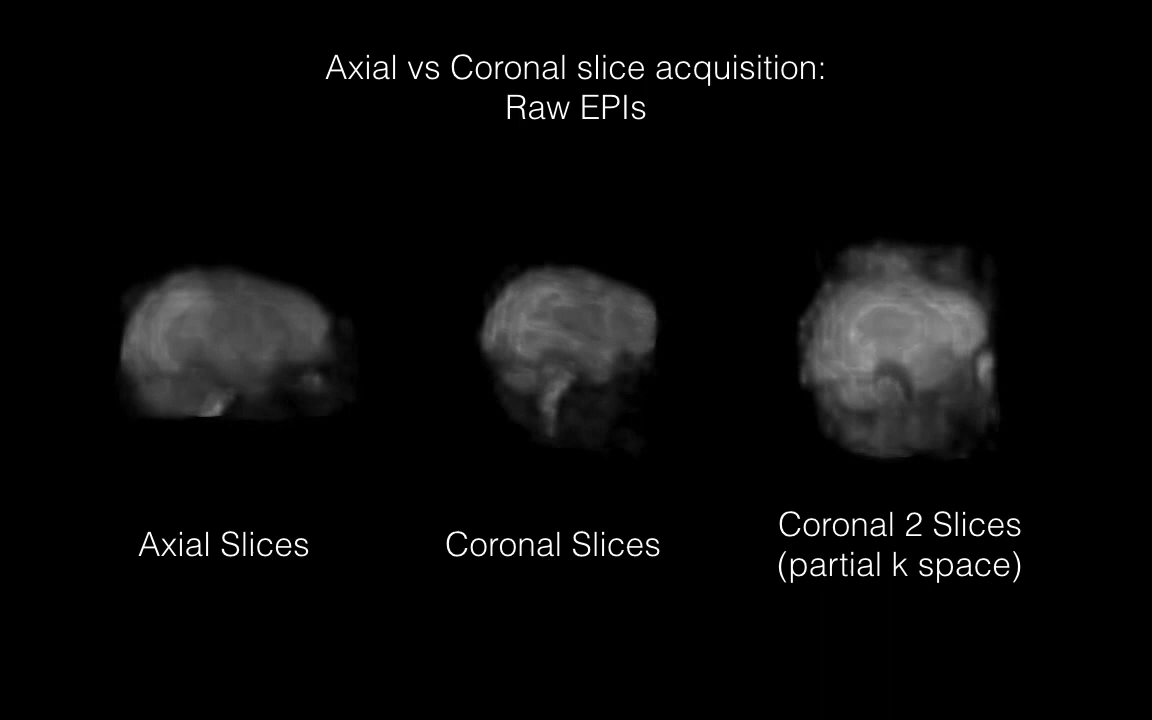 Axial vs Coronal slice acquisition:
Raw EPIs
Axial Slices
Coronal Slices
Coronal 2 Slices
(partial k space)